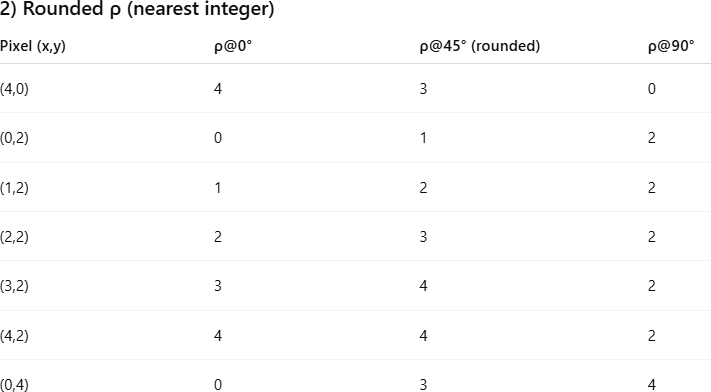 2) Rounded ρ (nearest integer)
Pixel (x,y) ρ@0° ρ@45° (rounded) ρ@90°
(4,0) 4 3 0
(0,2) 0 1 2
(1,2) 1 2 2
(2,2) 2 3 2
(3,2) 3 4 2
(4,2) 4 4 2
(0,4) 0 3 4